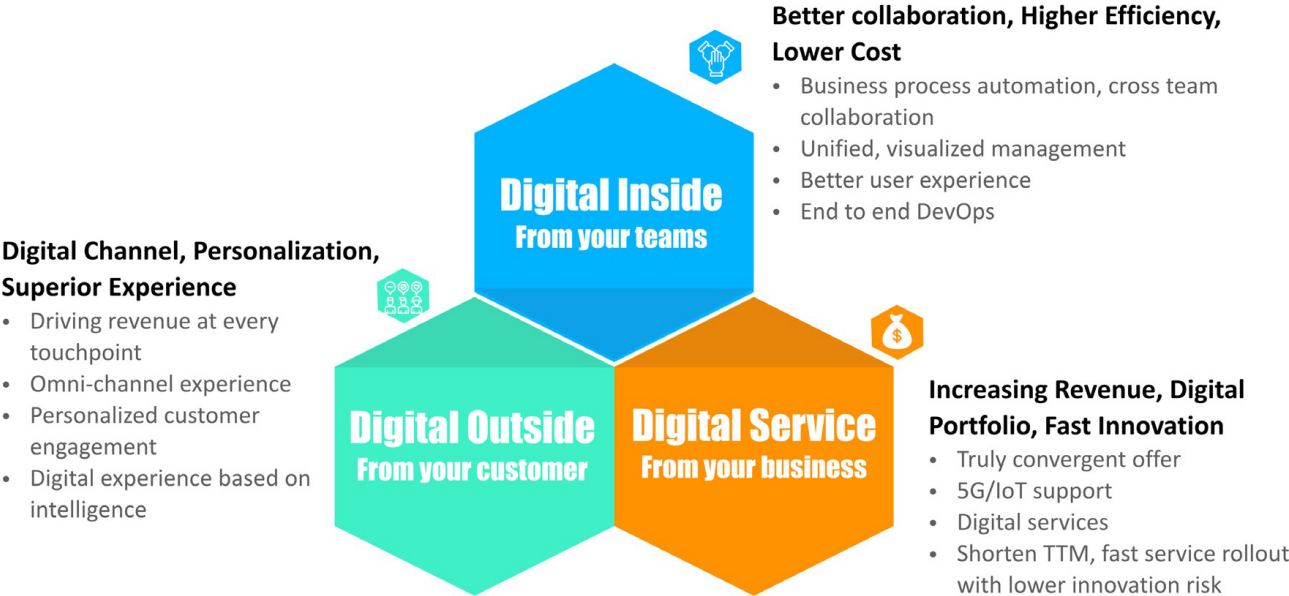 Better collaboration, Higher Efficiency,
Lower Cost
• Business process automation, cross team
collaboration
• Unified, visualized management
• Better user experience
• End to end DevOps
Digital Inside
From your teams
Digital Channel, Personalization,
Superior Experience
• Driving revenue at every
touchpoint
• Omni-channel experience
• Personalized customer
engagement
• Digital experience based on
intelligence
Digital Outside
From your customer
Digital Service
From your business
$
Increasing Revenue, Digital
Portfolio, Fast Innovation
• Truly convergent offer
• 5G/IoT support
• Digital services
• Shorten TTM, fast service rollout
with lower innovation risk